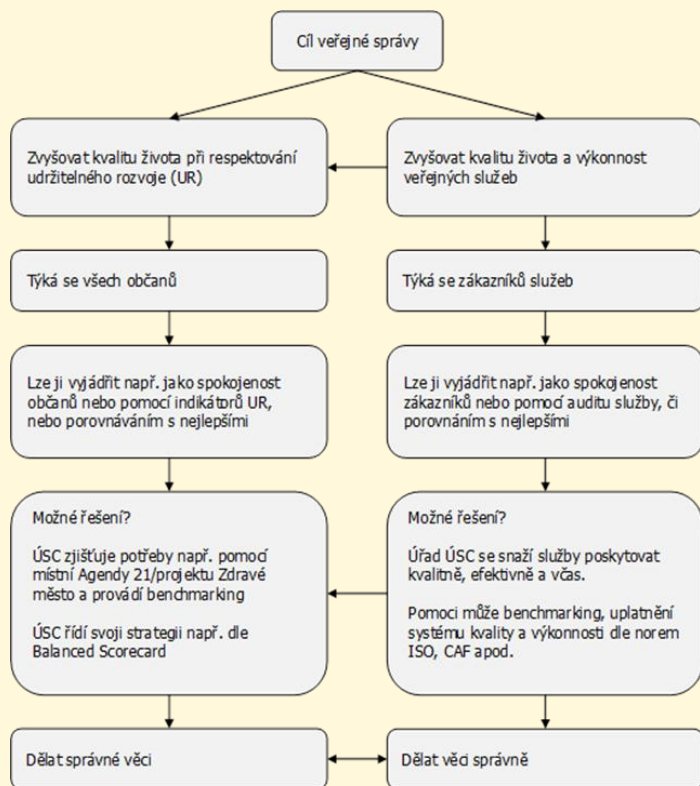 Cíl veřejné správy
Zvyšovat kvalitu života při respektování
udržitelného rozvoje (UR)
Zvyšovat kvalitu života a výkonnost
veřejných služeb
Týká se všech občanů
Týká se zákazníků služeb
Lze ji vyjádřit např. jako spokojenost
občanů nebo pomocí indikátorů UR,
nebo porovnáváním s nejlepšími
Lze ji vyjádřit např. jako spokojenost
zákazníků nebo pomocí auditu služby, či
porovnáním s nejlepšími
Možné řešení?
ÚSC zjišťuje potřeby např. pomocí
místní Agendy 21/projektu Zdravé
město a provádí benchmarking
ÚSC řídí svoji strategii např. dle
Balanced Scorecard
Možné řešení?
Úřad ÚSC se snaží služby poskytovat
kvalitně, efektivně a včas.
Pomoci může benchmarking, uplatnění
systému kvality a výkonnosti dle norem
ISO, CAF apod.
Dělat správné věci
Dělat věci správně